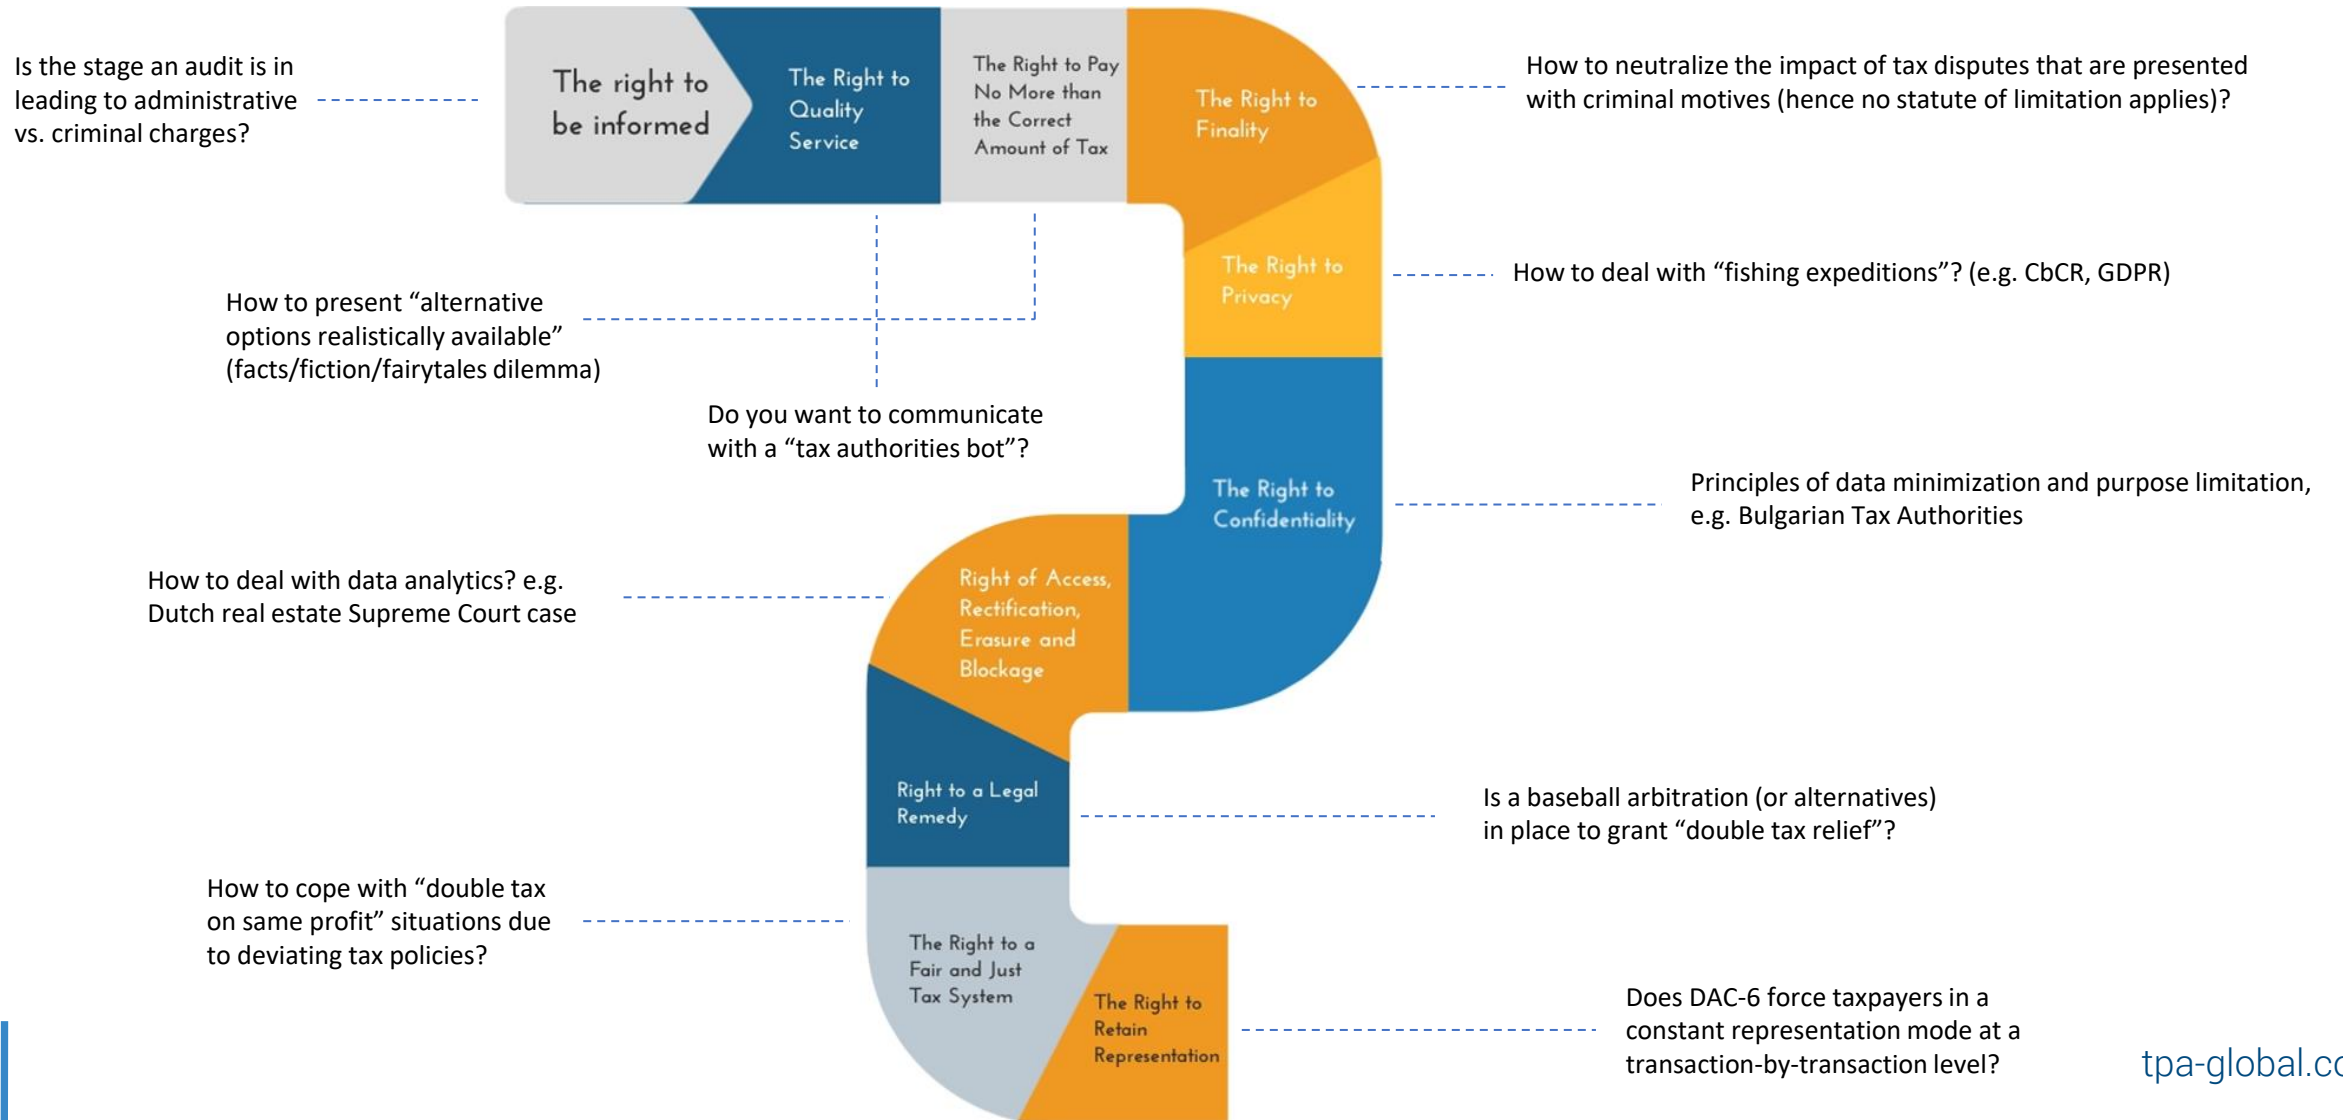 Is the stage an audit is in
leading to administrative
vs. criminal charges?
The right to
be informed
The Right to
Quality
Service
The Right to Pay
No More than
the Correct
Amount of Tax
The Right to
Finality
How to neutralize the impact of tax disputes that are presented
with criminal motives (hence no statute of limitation applies)?
The Right to
Privacy
How to deal with “fishing expeditions”? (e.g. CbCR, GDPR)
How to present “alternative
options realistically available”
(facts/fiction/fairytales dilemma)
Do you want to communicate
with a “tax authorities bot”?
The Right to
Confidentiality
Principles of data minimization and purpose limitation,
e.g. Bulgarian Tax Authorities
How to deal with data analytics? e.g.
Dutch real estate Supreme Court case
Right of Access,
Rectification,
Erasure and
Blockage
Right to a Legal
Remedy
Is a baseball arbitration (or alternatives)
in place to grant “double tax relief”?
How to cope with “double tax
on same profit” situations due
to deviating tax policies?
The Right to a
Fair and Just
Tax System
The Right to
Retain
Representation
Does DAC-6 force taxpayers in a
constant representation mode at a
transaction-by-transaction level?
tpa-global.co